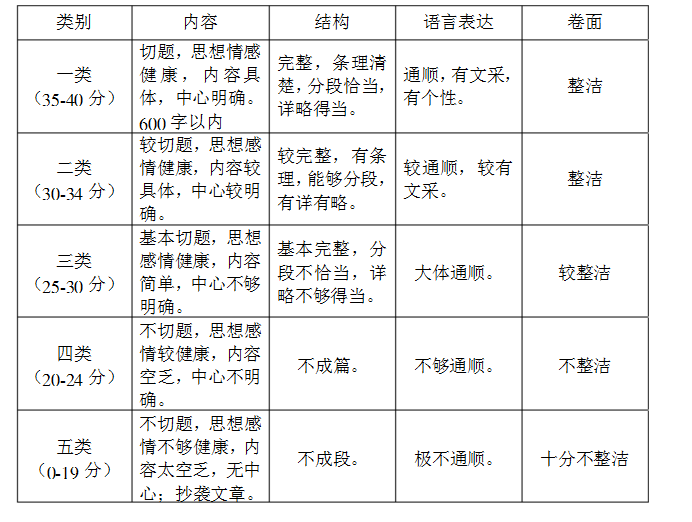 类别 内容 结构 语言表达 卷面
一类
（35-40 分）
切题，思想情感
健康，内容具
体，中心明确。
600 字以内
完整，条理清
楚，分段恰当，
详略得当。
通顺，有文采，
有个性。
整洁
二类
（30-34 分）
较切题，思想感
情健康，内容较
具体，中心较明
确。
较完整，有条
理，能够分段，
有详有略。
较通顺，较有
文采。
整洁
三类
（25-30 分）
基本切题，思想
感情健康，内容
简单，中心不够
明确。
基本完整，分
段不恰当，详
略不够得当。
大体通顺。
较整洁
四类
（20-24 分）
不切题，思想感
情较健康，内容
空乏，中心不明
确。
不成篇。
不够通顺。
不整洁
五类
（0-19 分）
不切题，思想感
情不够健康，内
容太空乏，无中
心；抄袭文章。
不成段。
极不通顺。
十分不整洁